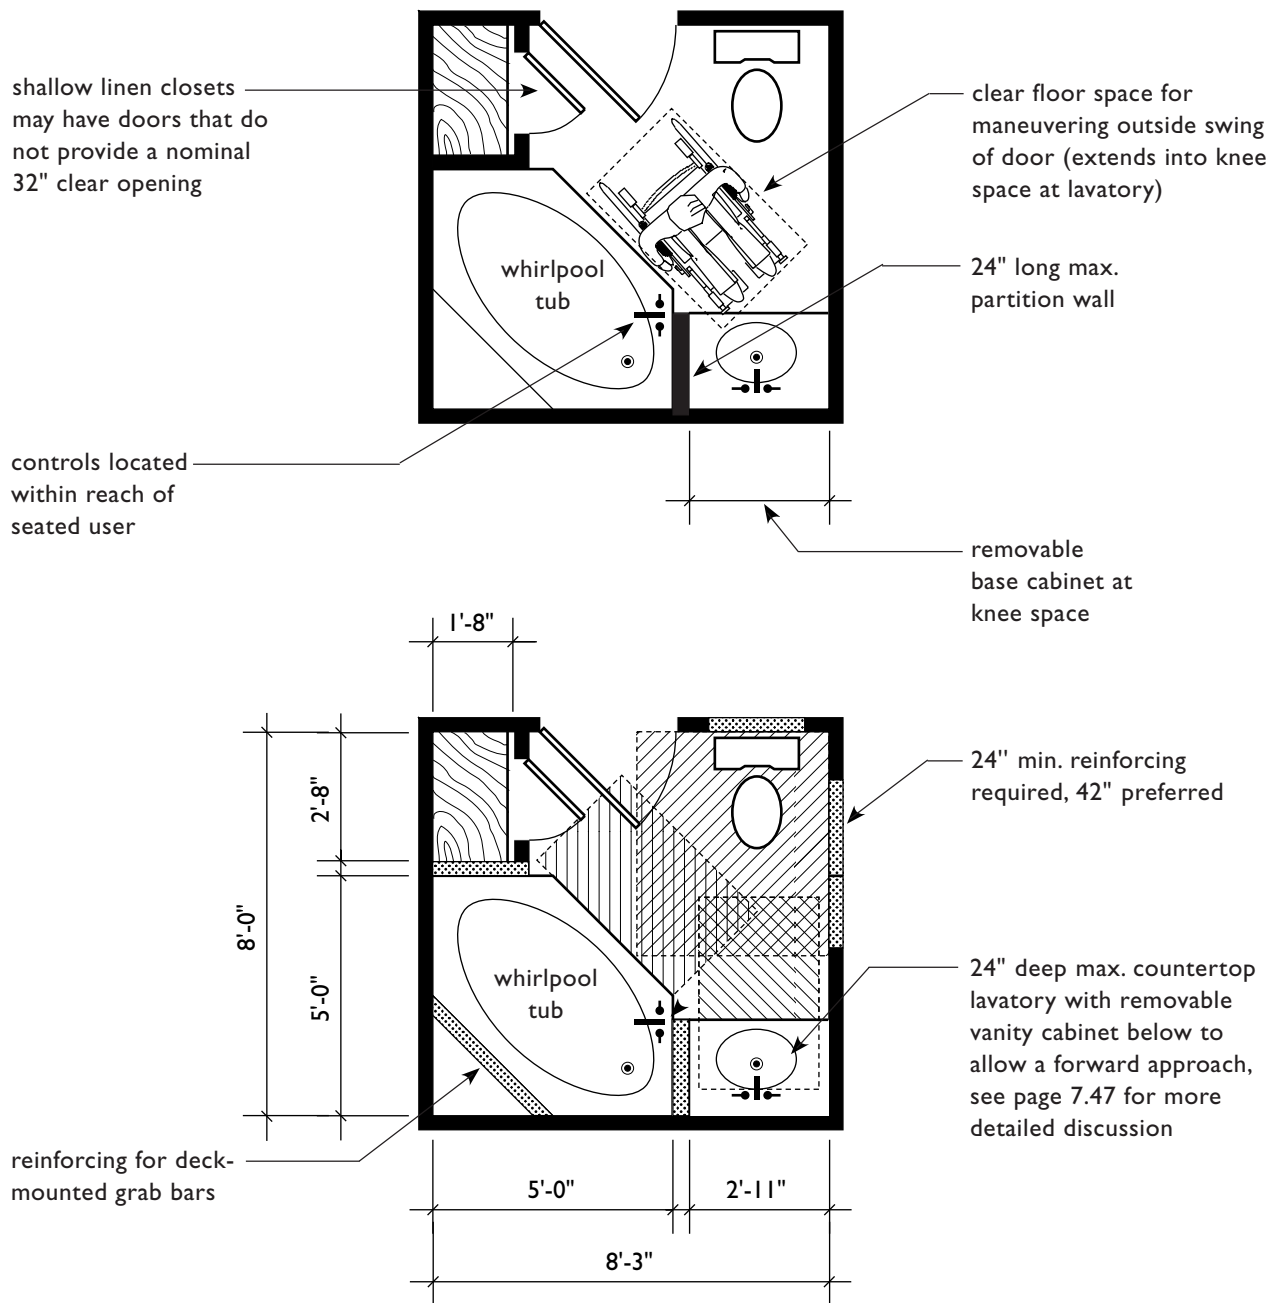 shallow linen closets
may have doors that do
not provide a nominal
32" clear opening
clear floor space for
maneuvering outside swing
of door (extends into knee
space at lavatory)
whirlpool
tub
24" long max.
partition wall
controls located
within reach of
seated user
removable
base cabinet at
knee space
1'-8"
2'-8"
8'-0"
5'-0"
24'' min. reinforcing
required, 42" preferred
whirlpool
tub
24" deep max. countertop
lavatory with removable
vanity cabinet below to
allow a forward approach,
see page 7.47 for more
detailed discussion
reinforcing for deck-
mounted grab bars
5'-0"
2'-11"
8'-3"